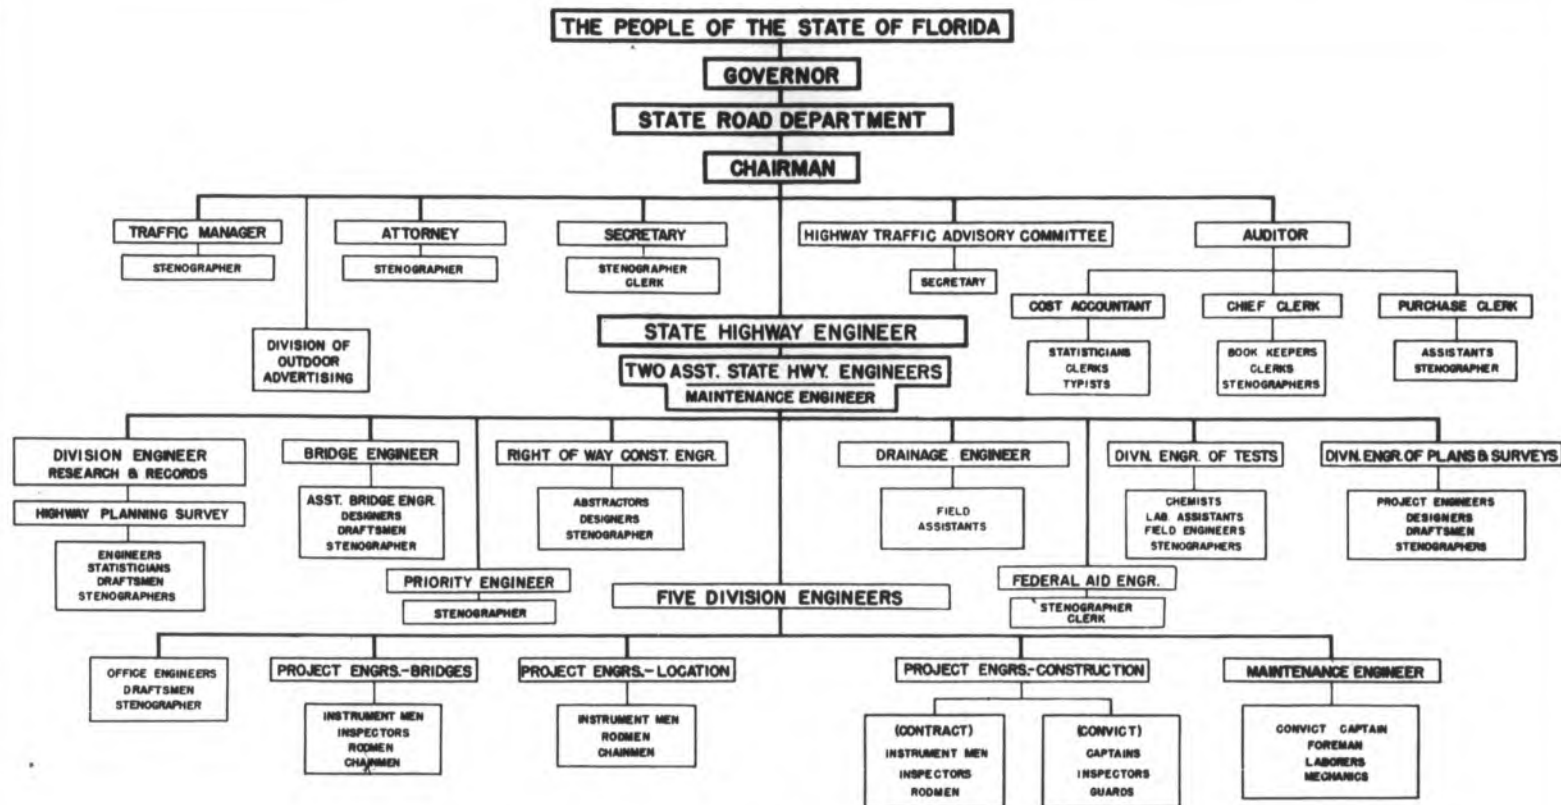 THE PEOPLE OF THE STATE OF FLORIDA
GOVERNOR
STATE ROAD DEPARTMENT
CHAIRMAN
TRAFFIC MANAGER
STENOGRAPHER
DIVISION OF
OUTDOOR
ADVERTISING
ATTORNEY
STENOGRAPHER
SECRETARY
STENOGRAPHER
CLERK
HIGHWAY TRAFFIC ADVISORY COMMITTEE
SECRETARY
AUDITOR
COST ACCOUNTANT
STATISTICIANS
CLERKS
TYPISTS
CHIEF CLERK
BOOK KEEPERS
CLERKS
STENOGRAPHERS
PURCHASE CLERK
ASSISTANTS
STENOGRAPHER
STATE HIGHWAY ENGINEER
TWO ASST. STATE HWY. ENGINEERS
MAINTENANCE ENGINEER
DIVISION ENGINEER
RESEARCH & RECORDS
HIGHWAY PLANNING SURVEY
ENGINEERS
STATISTICIANS
DRAFTSMEN
STENOGRAPHERS
BRIDGE ENGINEER
ASST. BRIDGE ENGR.
DESIGNERS
DRAFTSMEN
STENOGRAPHER
PRIORITY ENGINEER
STENOGRAPHER
RIGHT OF WAY CONST. ENGR.
ABSTRACTORS
DESIGNERS
STENOGRAPHER
DRAINAGE ENGINEER
FIELD
ASSISTANTS
FEDERAL AID ENGR.
STENOGRAPHER
CLERK
DIVN. ENGR. OF TESTS
CHEMISTS
LAB. ASSISTANTS
FIELD ENGINEERS
STENOGRAPHERS
DIVN. ENGR. OF PLANS & SURVEYS
PROJECT ENGINEERS
DESIGNERS
DRAFTSMEN
STENOGRAPHERS
FIVE DIVISION ENGINEERS
OFFICE ENGINEERS
DRAFTSMEN
STENOGRAPHER
PROJECT ENGRS.-BRIDGES
INSTRUMENT MEN
INSPECTORS
RODMEN
CHAINMEN
PROJECT ENGRS.-LOCATION
INSTRUMENT MEN
RODMEN
CHAINMEN
PROJECT ENGRS.-CONSTRUCTION
(CONTRACT)
INSTRUMENT MEN
INSPECTORS
RODMEN
(CONVICT)
CAPTAINS
INSPECTORS
GUARDS
MAINTENANCE ENGINEER
CONVICT CAPTAIN
FOREMAN
LABORERS
MECHANICS